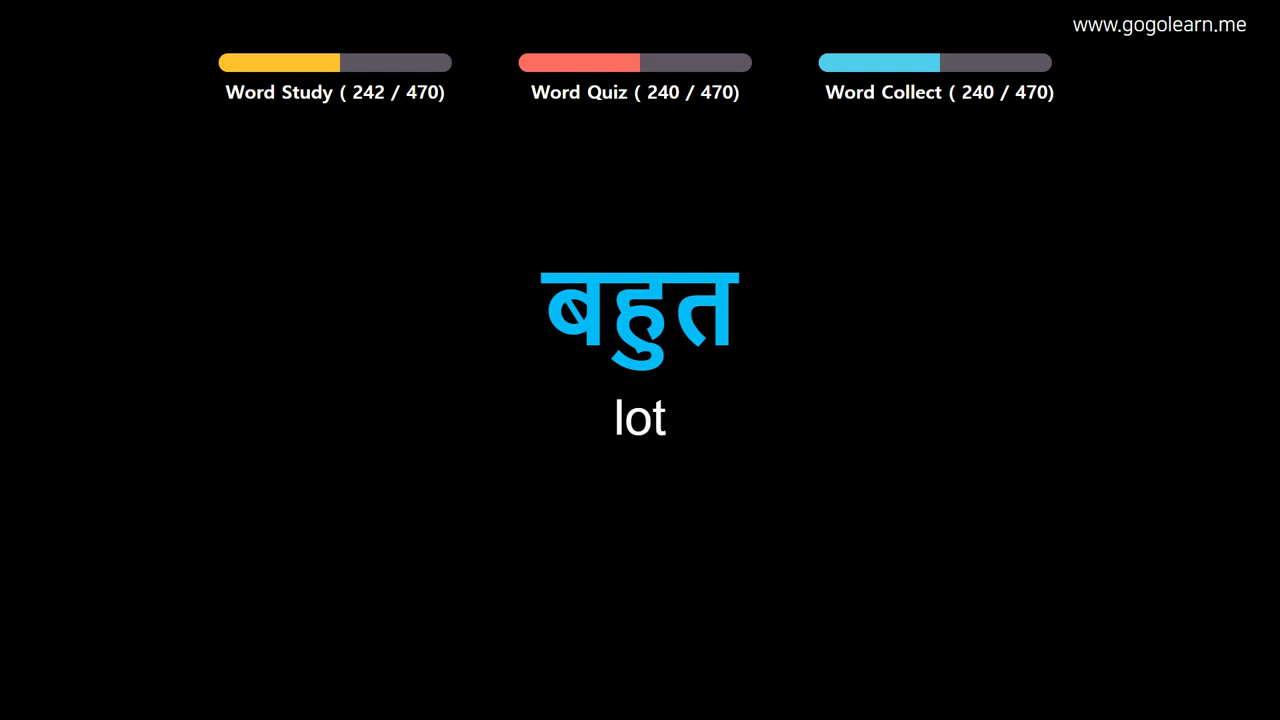 www.gogolearn.me
Word Study ( 242 / 470)
Word Quiz ( 240 / 470)
Word Collect ( 240 / 470)
बहुत
lot